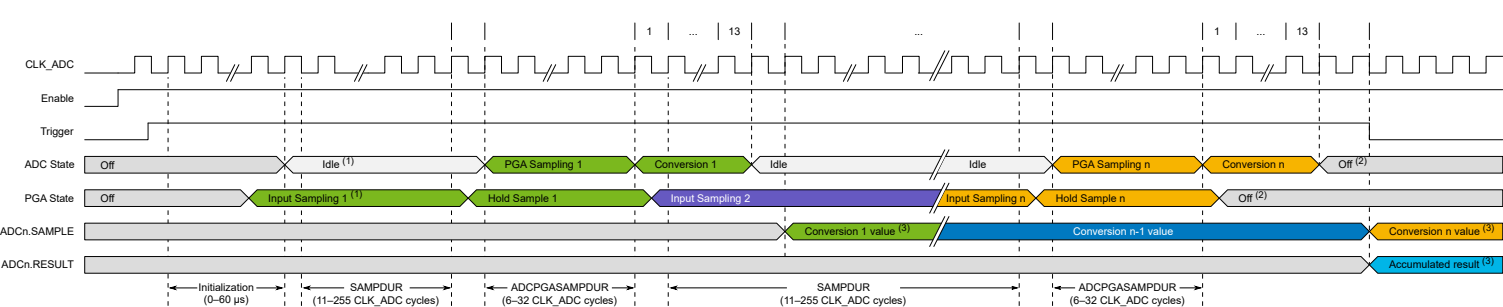 1 ... 13 ... 1 ... 13
CLK_ADC
Enable
Trigger
ADC State Off Idle (1) PGA Sampling 1 Conversion 1 Idle Idle PGA Sampling n Conversion n Off (2)
PGA State Off Input Sampling 1 (1) Hold Sample 1 Input Sampling 2 Input Sampling n Hold Sample n Off (2)
ADCn.SAMPLE Conversion 1 value (3) Conversion n-1 value Conversion n value (3)
ADCn.RESULT Accumulated result (3)
Initialization SAMPDUR ADCPGASAMPDUR SAMPDUR ADCPGASAMPDUR
(0–60 µs) (11–255 CLK_ADC cycles) (6–32 CLK_ADC cycles) (11–255 CLK_ADC cycles) (6–32 CLK_ADC cycles)